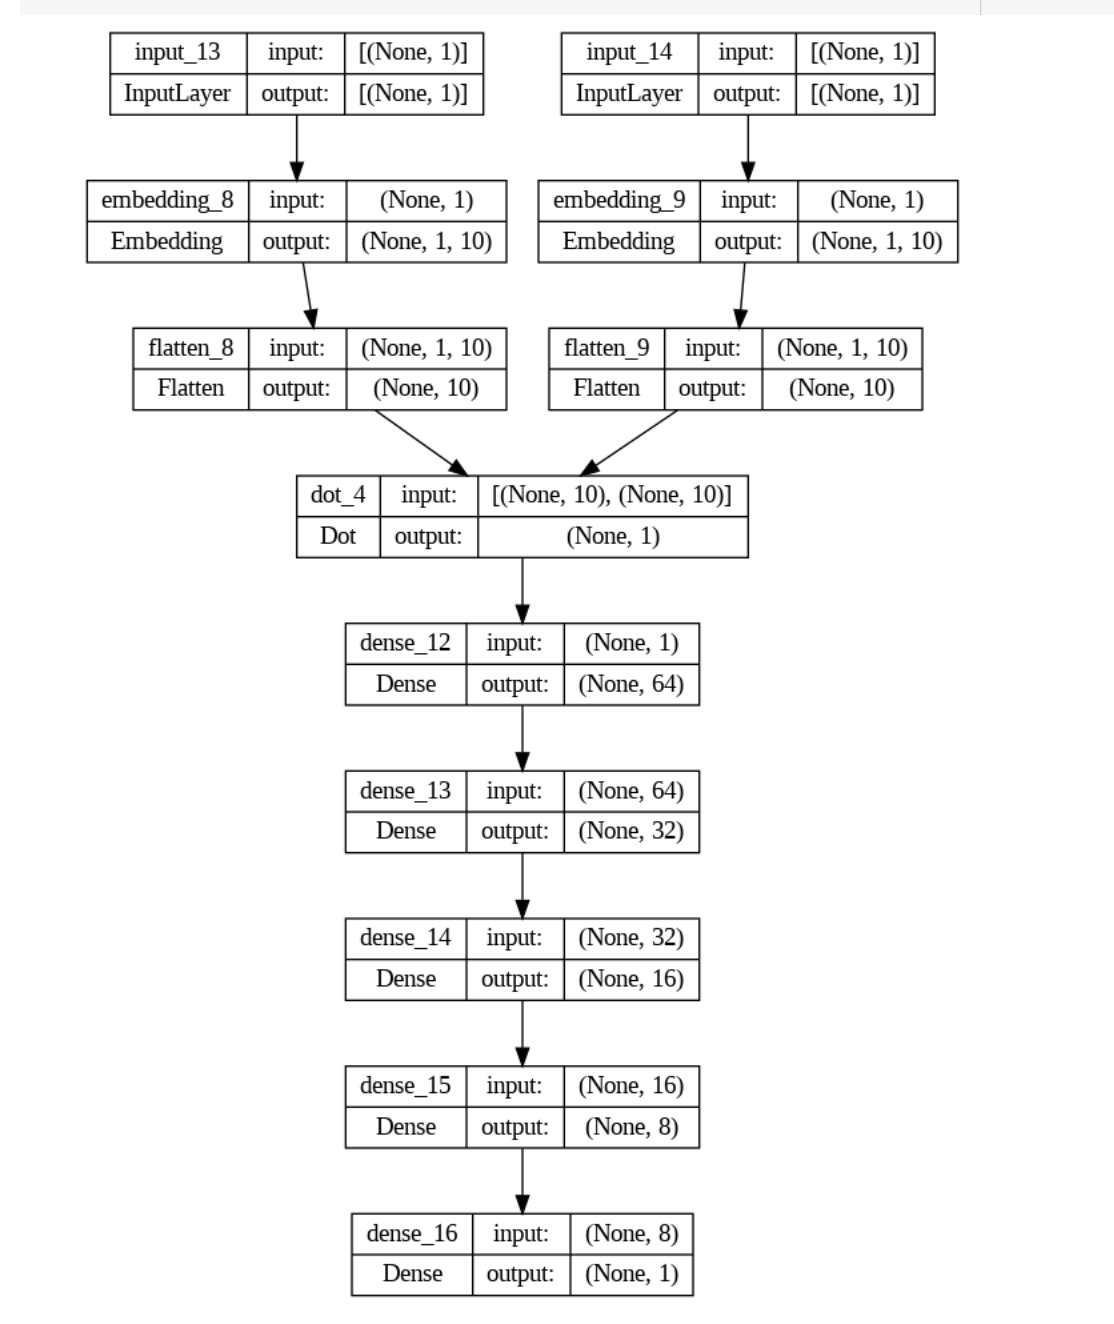 input_13 input: [(None, 1)]
InputLayer output: [(None, 1)]
input_14 input: [(None, 1)]
InputLayer output: [(None, 1)]
embedding_8 input: (None, 1)
Embedding output: (None, 1, 10)
embedding_9 input: (None, 1)
Embedding output: (None, 1, 10)
flatten_8 input: (None, 1, 10)
Flatten output: (None, 10)
flatten_9 input: (None, 1, 10)
Flatten output: (None, 10)
dot_4 input: [(None, 10), (None, 10)]
Dot output: (None, 1)
dense_12 input: (None, 1)
Dense output: (None, 64)
dense_13 input: (None, 64)
Dense output: (None, 32)
dense_14 input: (None, 32)
Dense output: (None, 16)
dense_15 input: (None, 16)
Dense output: (None, 8)
dense_16 input: (None, 8)
Dense output: (None, 1)